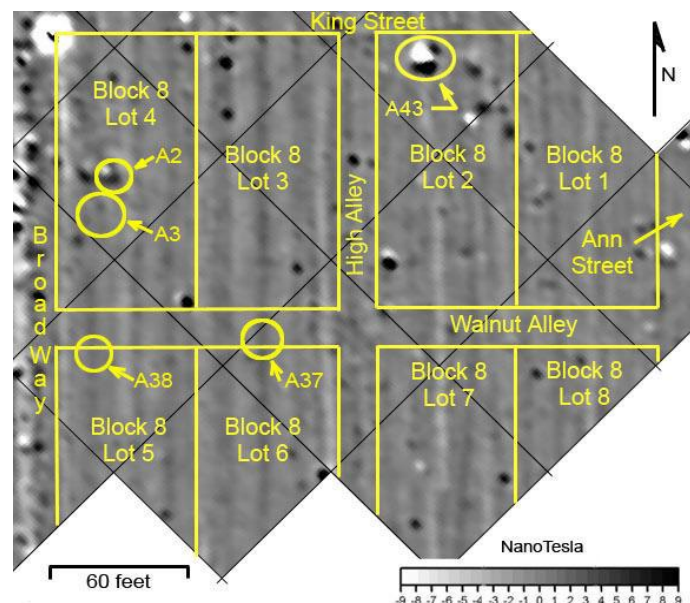 King Street
N
Block 8
Lot 4
A2
A3
Block 8
Lot 3
High Alley
A43
Block 8
Lot 2
Block 8
Lot 1
Ann
Street
Broad
Way
Walnut Alley
A38
A37
Block 8
Lot 5
Block 8
Lot 6
Block 8
Lot 7
Block 8
Lot 8
60 feet
NanoTesla
-9 -8 -7 -6 -5 -4 -3 -2 -1 0 1 2 3 4 5 6 7 8 9